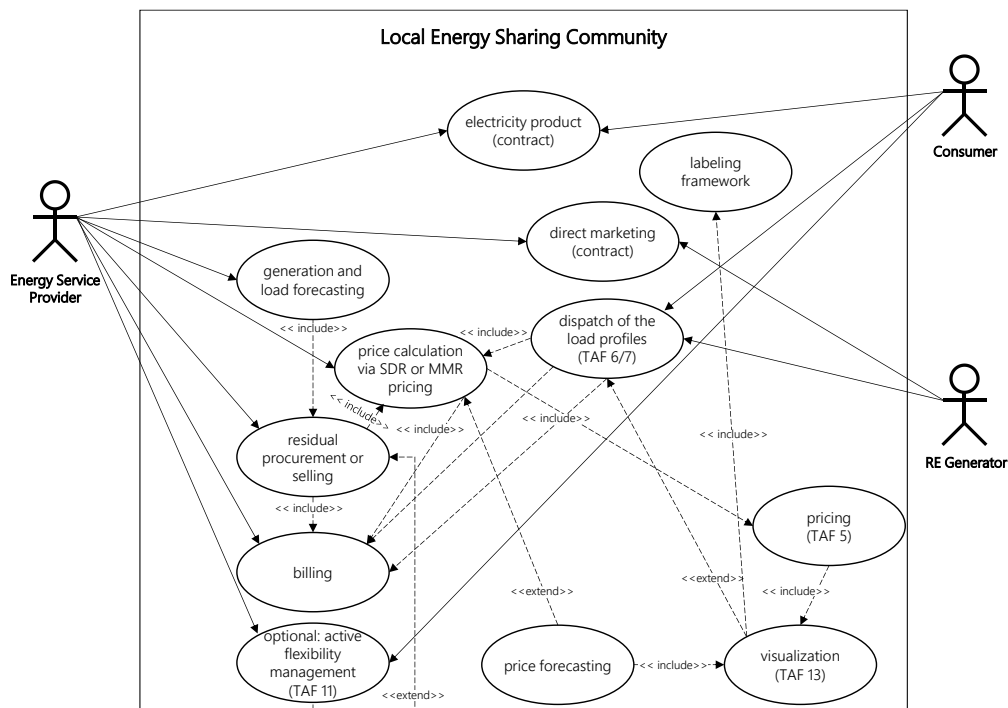 Local Energy Sharing Community
Consumer
electricity product
(contract)
labeling
framework
Energy Service
Provider
direct marketing
(contract)
generation and
load forecasting
<< include>>
<< include>>
dispatch of the
load profiles
(TAF 6/7)
price calculation
via SDR or MMR
pricing
<< include>>
<< include>>
<< include>>
residual
procurement or
selling
RE Generator
<< include>>
pricing
(TAF 5)
billing
<<extend>>
<<extend>>
<< include>>
optional: active
flexibility
management
(TAF 11)
price forecasting
<< include>>
visualization
(TAF 13)
<<extend>>